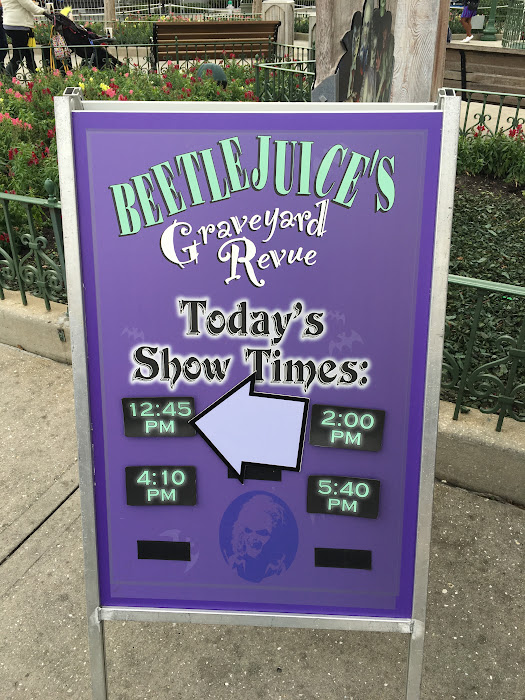 BEETLEJUICE'S
Graveyard
Revue
Today's
Show Times:
12:45
PM
2:00
PM
4:10
PM
5:40
PM